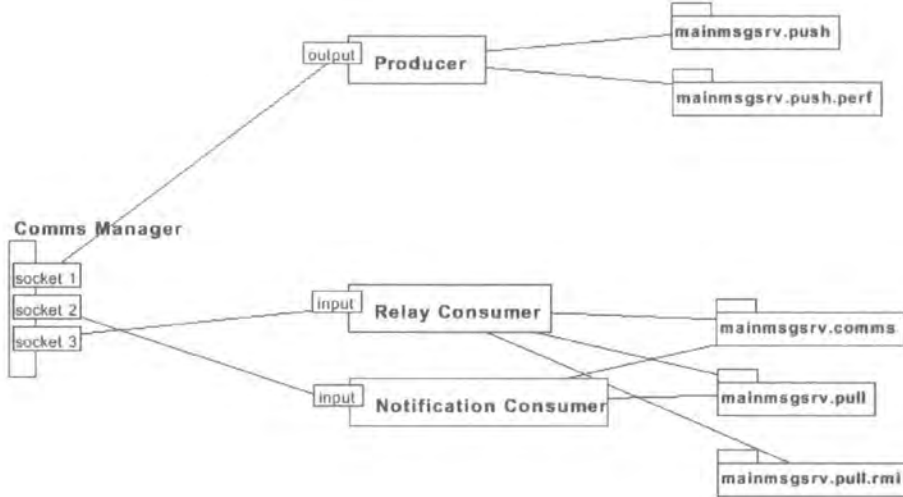 mainmsgsrv.push
output
Producer
mainmsgsrv.push.perf
Comms Manager
socket 1
socket 2
socket 3
input
Relay Consumer
mainmsgsrv.comms
input
Notification Consumer
mainmsgsrv.pull
mainmsgsrv.pull.rmi